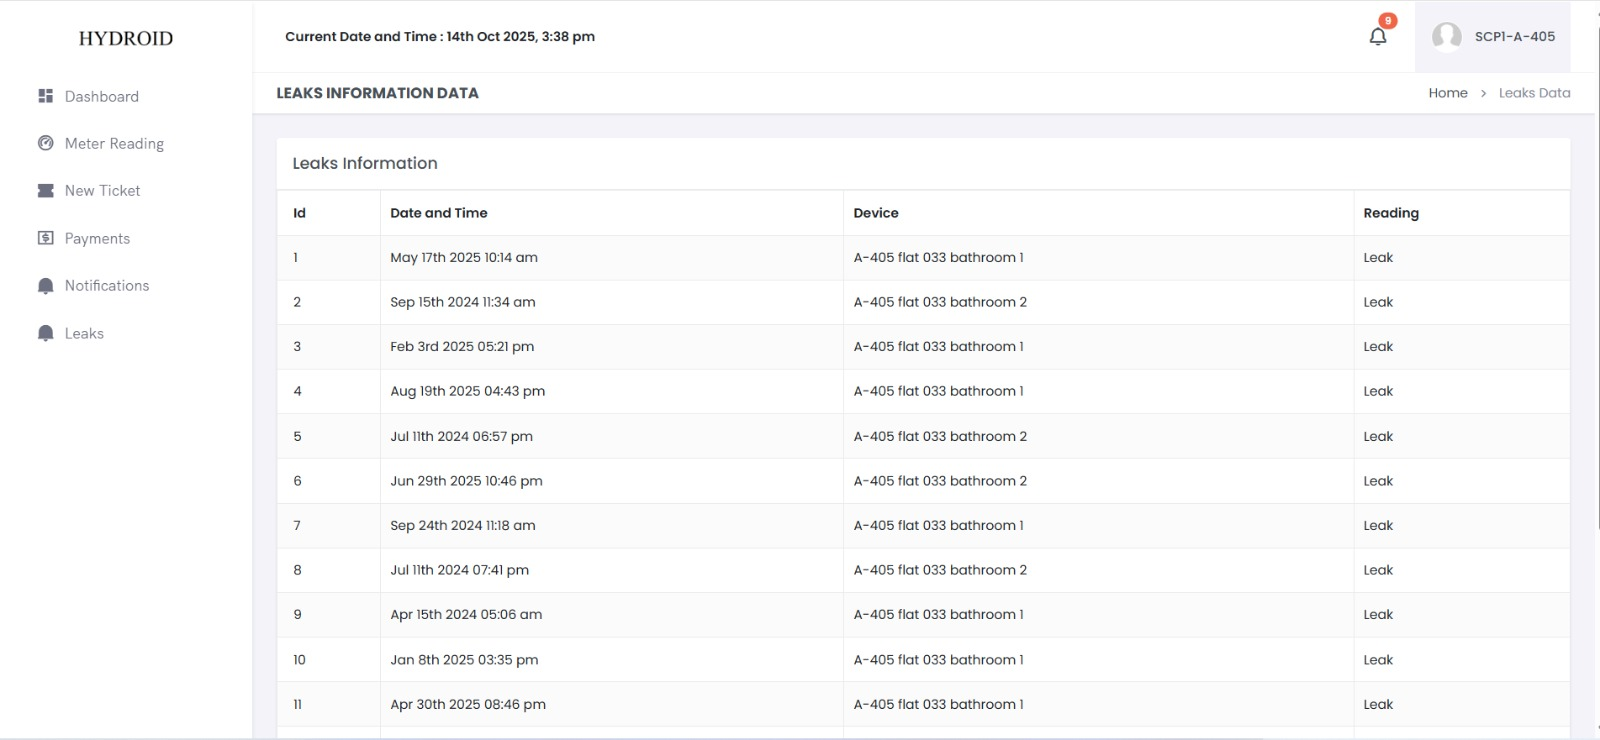 HYDROID
Current Date and Time : 14th Oct 2025, 3:38 pm
9
SCP1-A-405
Dashboard
Meter Reading
New Ticket
Payments
Notifications
Leaks
LEAKS INFORMATION DATA
Home > Leaks Data
Leaks Information
Id Date and Time Device Reading
1 May 17th 2025 10:14 am A-405 flat 033 bathroom 1 Leak
2 Sep 15th 2024 11:34 am A-405 flat 033 bathroom 2 Leak
3 Feb 3rd 2025 05:21 pm A-405 flat 033 bathroom 1 Leak
4 Aug 19th 2025 04:43 pm A-405 flat 033 bathroom 1 Leak
5 Jul 11th 2024 06:57 pm A-405 flat 033 bathroom 2 Leak
6 Jun 29th 2025 10:46 pm A-405 flat 033 bathroom 2 Leak
7 Sep 24th 2024 11:18 am A-405 flat 033 bathroom 1 Leak
8 Jul 11th 2024 07:41 pm A-405 flat 033 bathroom 2 Leak
9 Apr 15th 2024 05:06 am A-405 flat 033 bathroom 1 Leak
10 Jan 8th 2025 03:35 pm A-405 flat 033 bathroom 1 Leak
11 Apr 30th 2025 08:46 pm A-405 flat 033 bathroom 1 Leak